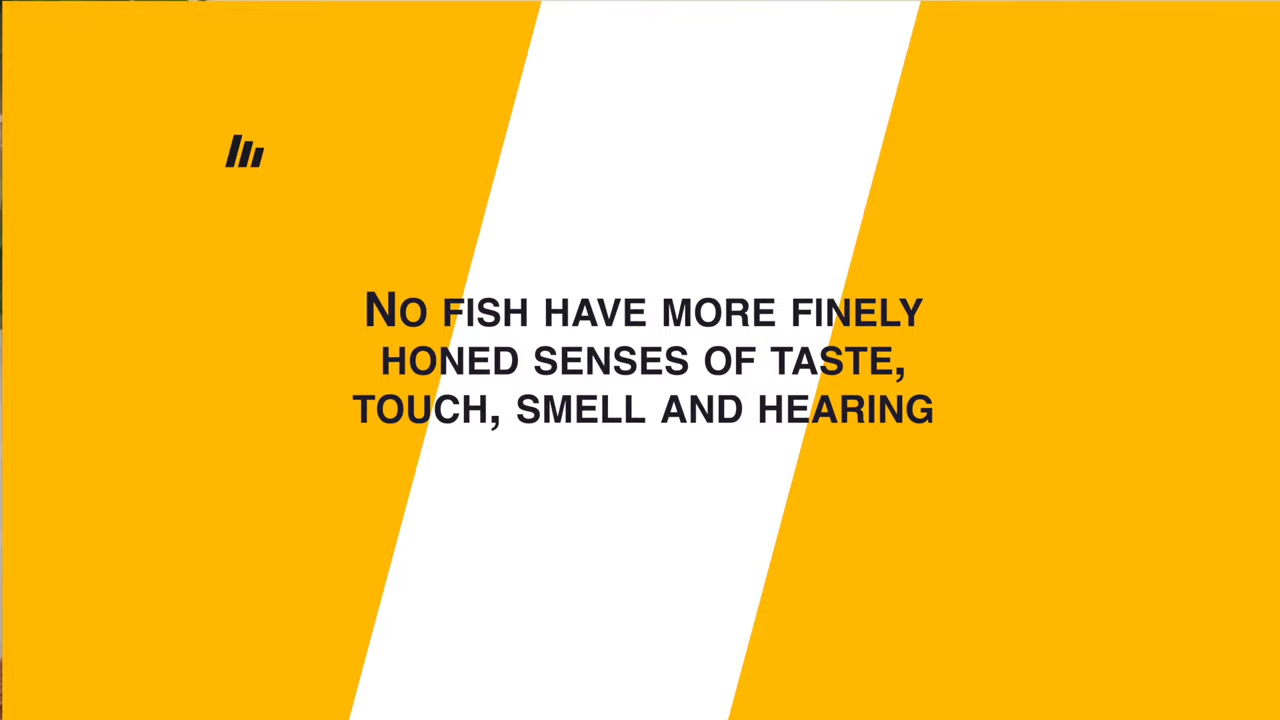 No fish have more finely
honed senses of taste,
touch, smell and hearing